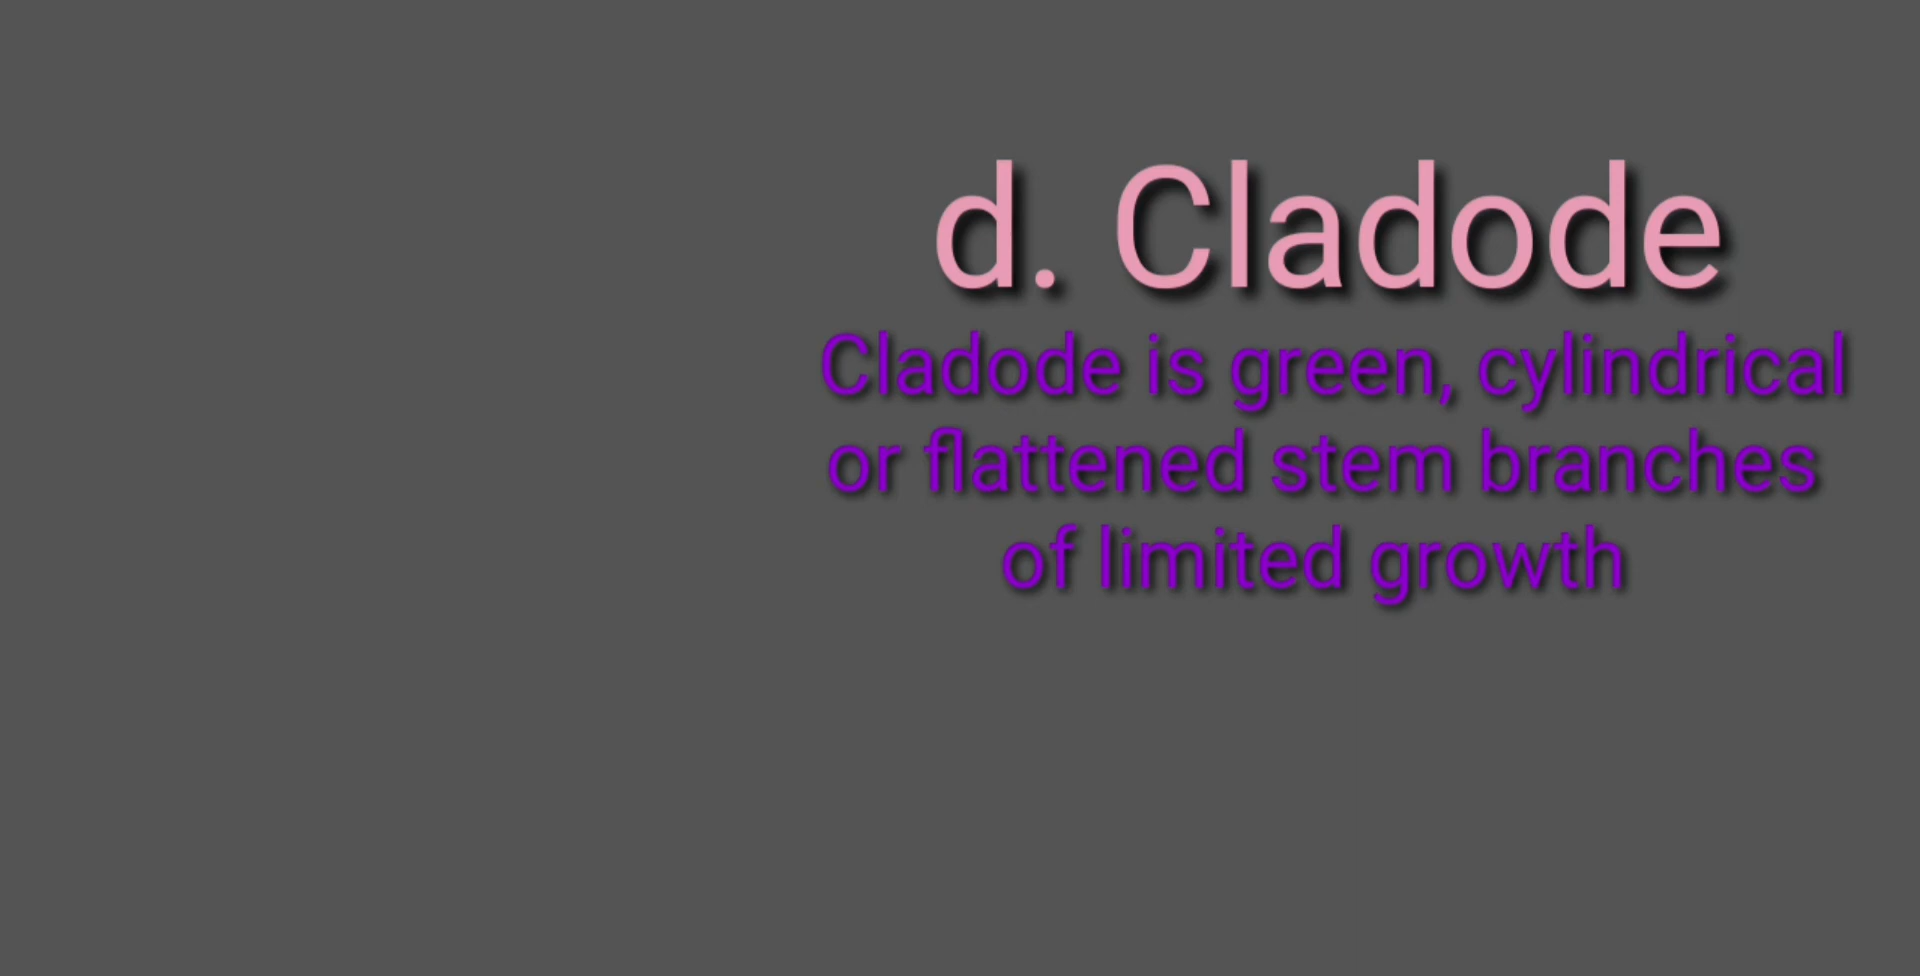 d. Cladode
Cladode is green, cylindrical
or flattened stem branches
of limited growth